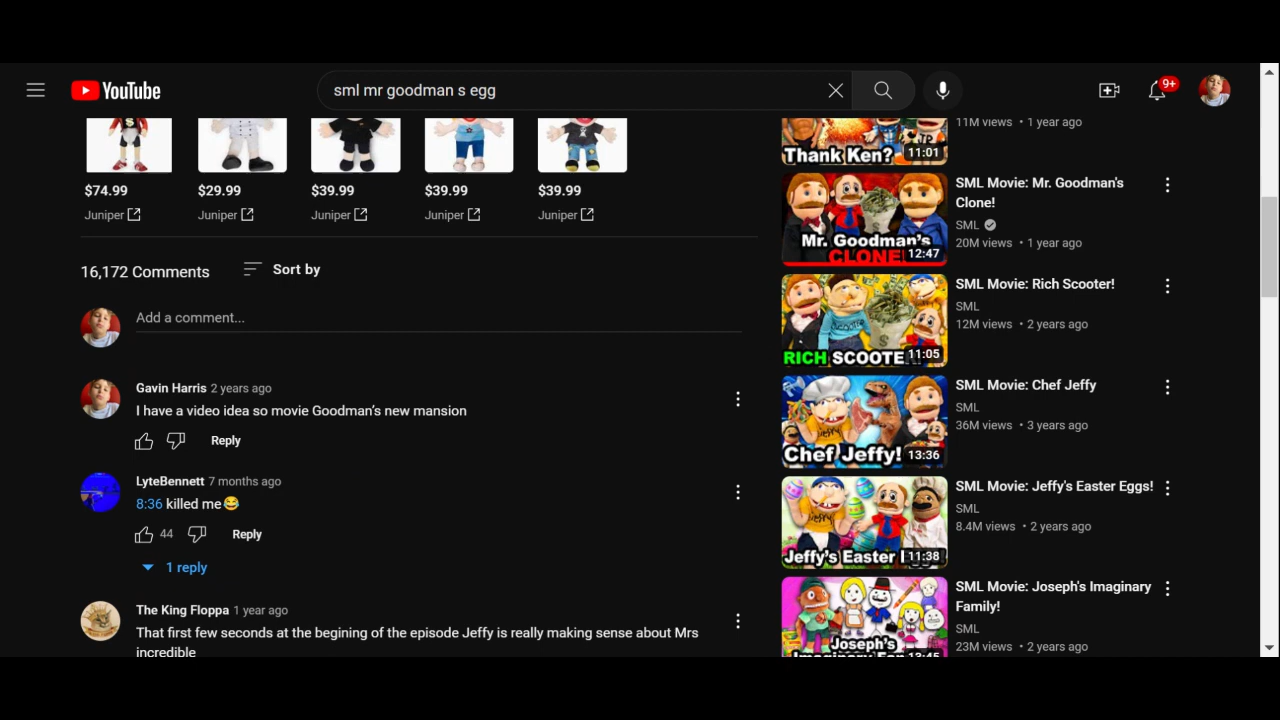 YouTube
sml mr goodman s egg
9+
$74.99
$29.99
$39.99
$39.99
$39.99
Juniper
Juniper
Juniper
Juniper
Juniper
16,172 Comments
Sort by
Add a comment...
Gavin Harris 2 years ago
I have a video idea so movie Goodman's new mansion
Reply
LyteBennett 7 months ago
8:36 killed me😂
44
Reply
1 reply
The King Floppa 1 year ago
That first few seconds at the begining of the episode Jeffy is really making sense about Mrs
incredible
Thank Ken?
11:01
11M views • 1 year ago
Mr. Goodman's
CLONE!
12:47
SML Movie: Mr. Goodman's
Clone!
SML
20M views • 1 year ago
RICH SCOOTE
11:05
SML Movie: Rich Scooter!
SML
12M views • 2 years ago
Chef Jeffy!
13:36
SML Movie: Chef Jeffy
SML
36M views • 3 years ago
Jeffy's Easter
11:38
SML Movie: Jeffy's Easter Eggs!
SML
8.4M views • 2 years ago
Joseph's
13:45
SML Movie: Joseph's Imaginary
Family!
SML
23M views • 2 years ago